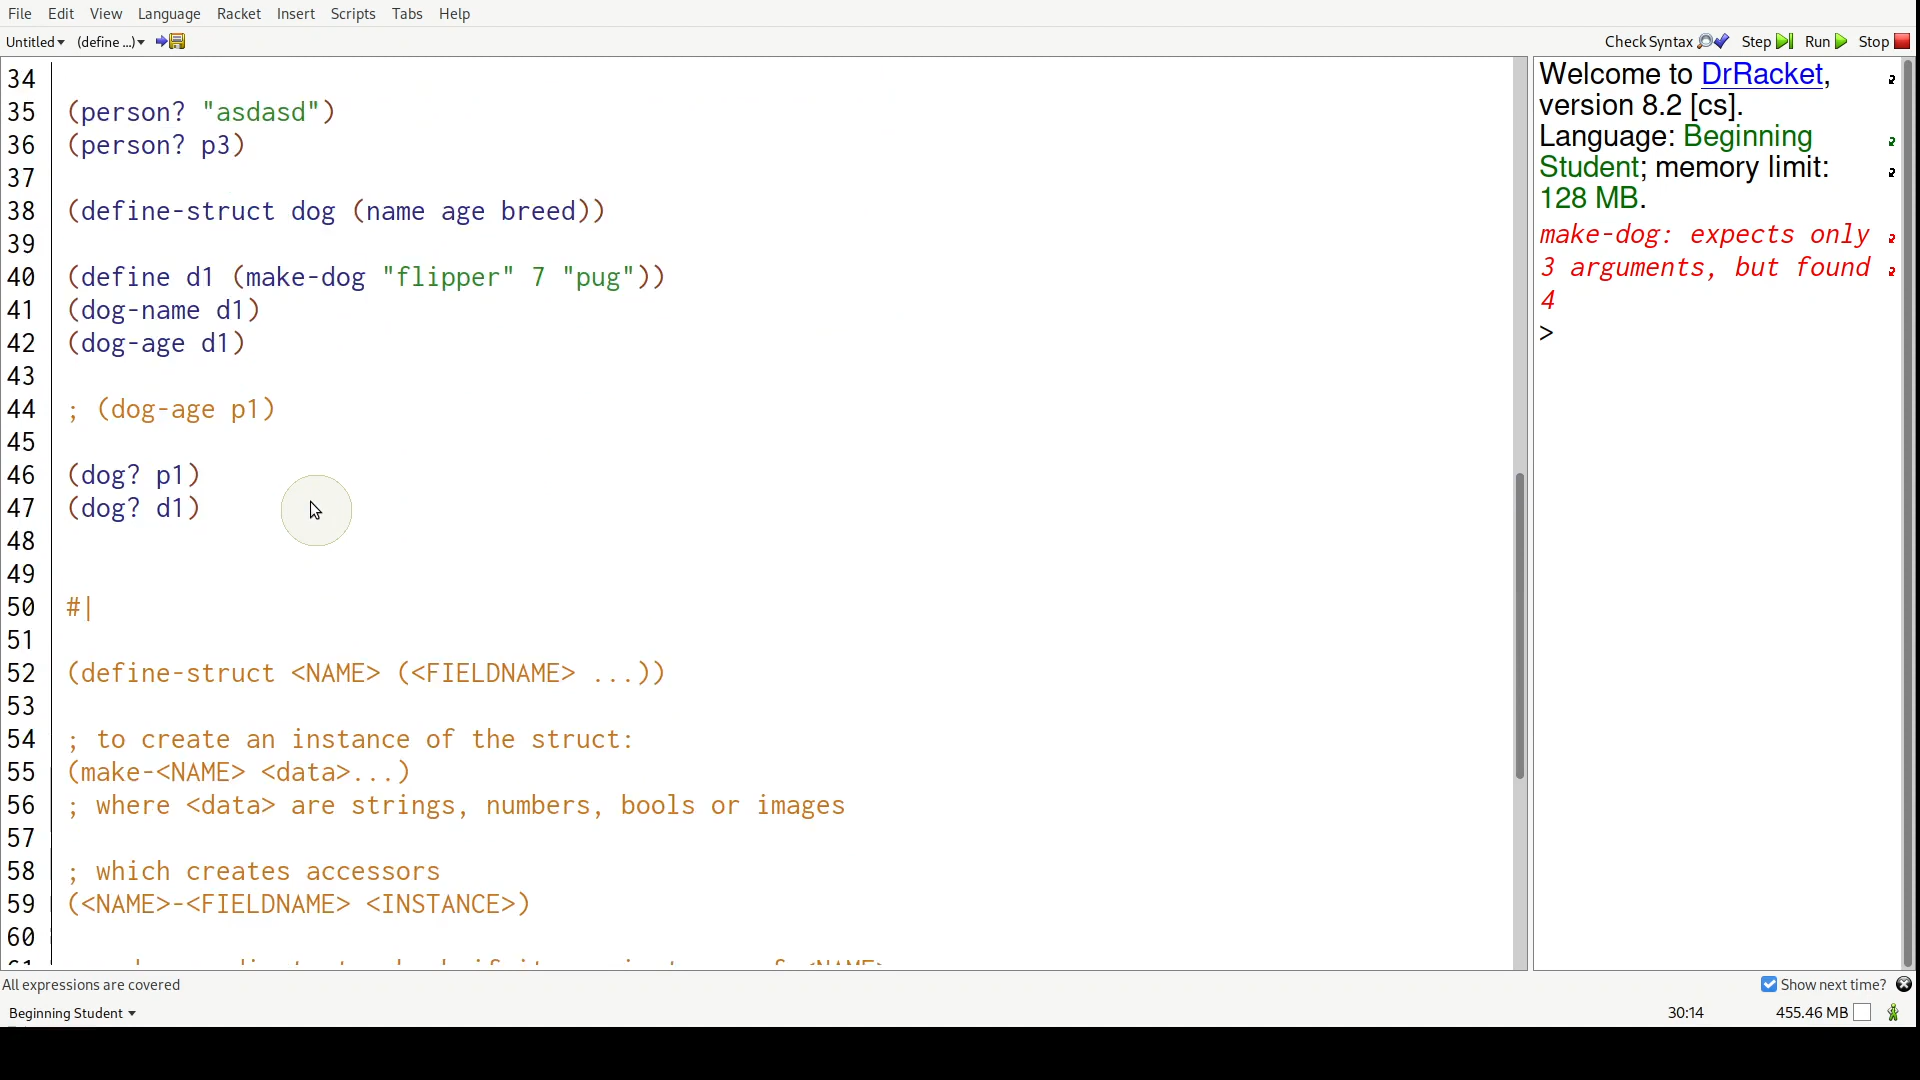 File Edit View Language Racket Insert Scripts Tabs Help
Untitled (define ...) Check Syntax Step Run Stop
34
35 (person? "asdasd")
36 (person? p3)
37
38 (define-struct dog (name age breed))
39
40 (define d1 (make-dog "flipper" 7 "pug"))
41 (dog-name d1)
42 (dog-age d1)
43
44 ; (dog-age p1)
45
46 (dog? p1)
47 (dog? d1)
48
49
50 #|
51
52 (define-struct <NAME> (<FIELDNAME> ...))
53
54 ; to create an instance of the struct:
55 (make-<NAME> <data>...)
56 ; where <data> are strings, numbers, bools or images
57
58 ; which creates accessors
59 (<NAME>-<FIELDNAME> <INSTANCE>)
60
Welcome to DrRacket,
version 8.2 [cs].
Language: Beginning
Student; memory limit:
128 MB.
make-dog: expects only
3 arguments, but found
4
>
All expressions are covered Show next time?
Beginning Student 30:14 455.46 MB